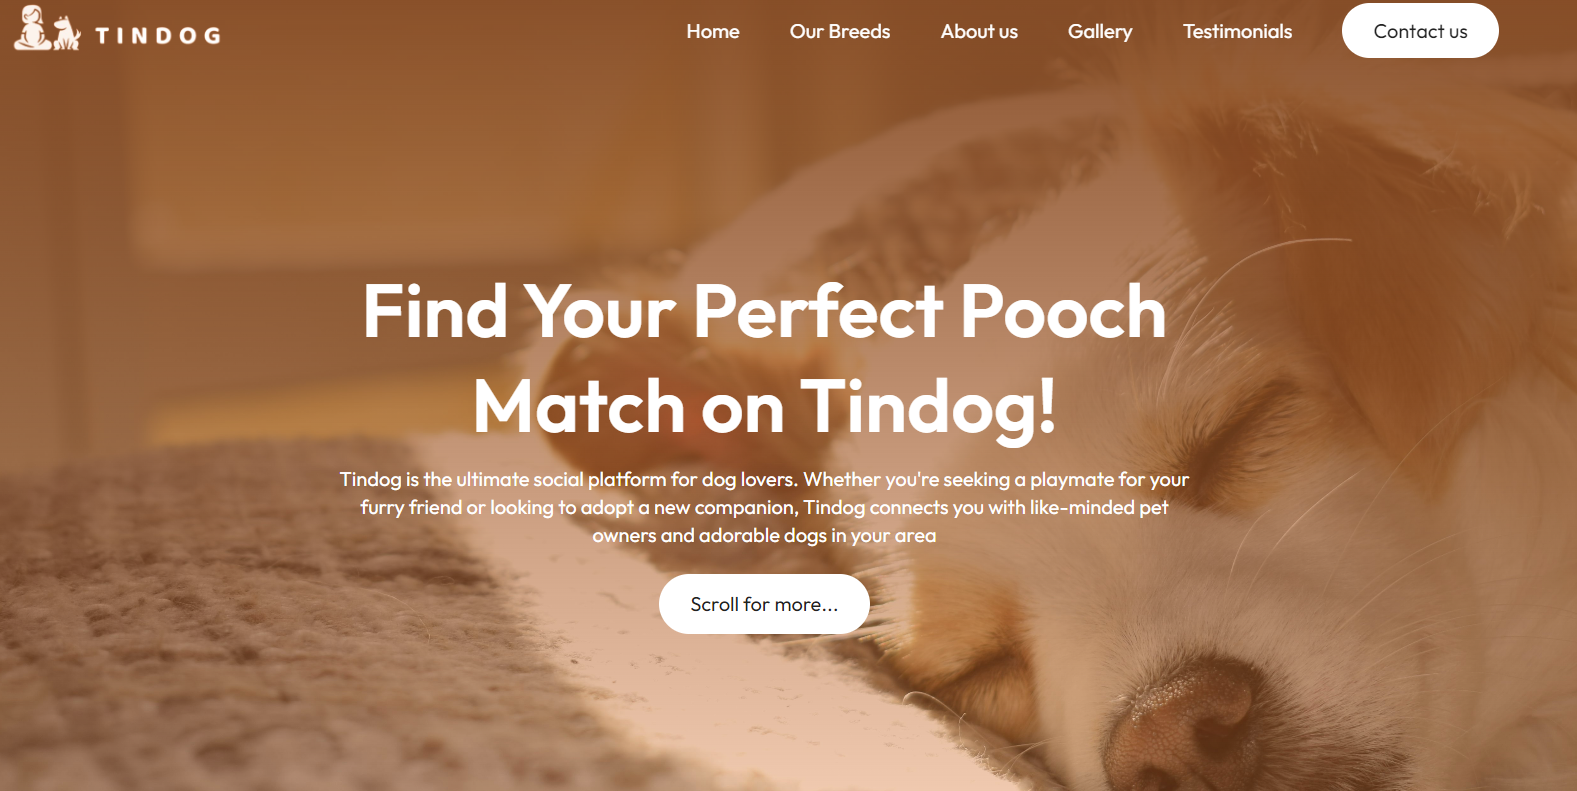 TINDOG
Home
Our Breeds
About us
Gallery
Testimonials
Contact us
Find Your Perfect Pooch
Match on Tindog!
Tindog is the ultimate social platform for dog lovers. Whether you're seeking a playmate for your
furry friend or looking to adopt a new companion, Tindog connects you with like-minded pet
owners and adorable dogs in your area
Scroll for more...